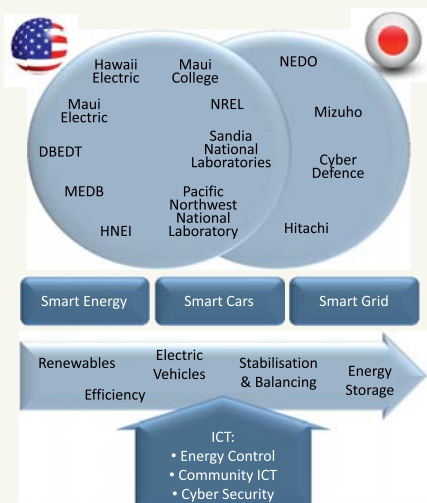 Hawaii
Electric
Maui
College
NEDO
Maui
Electric
NREL
Mizuho
DBEDT
Sandia
National
Laboratories
Cyber
Defence
MEDB
Pacific
Northwest
National
Laboratory
HNEI
Hitachi
Smart Energy
Smart Cars
Smart Grid
Renewables
Efficiency
Electric
Vehicles
Stabilisation
& Balancing
Energy
Storage
ICT:
• Energy Control
• Community ICT
• Cyber Security